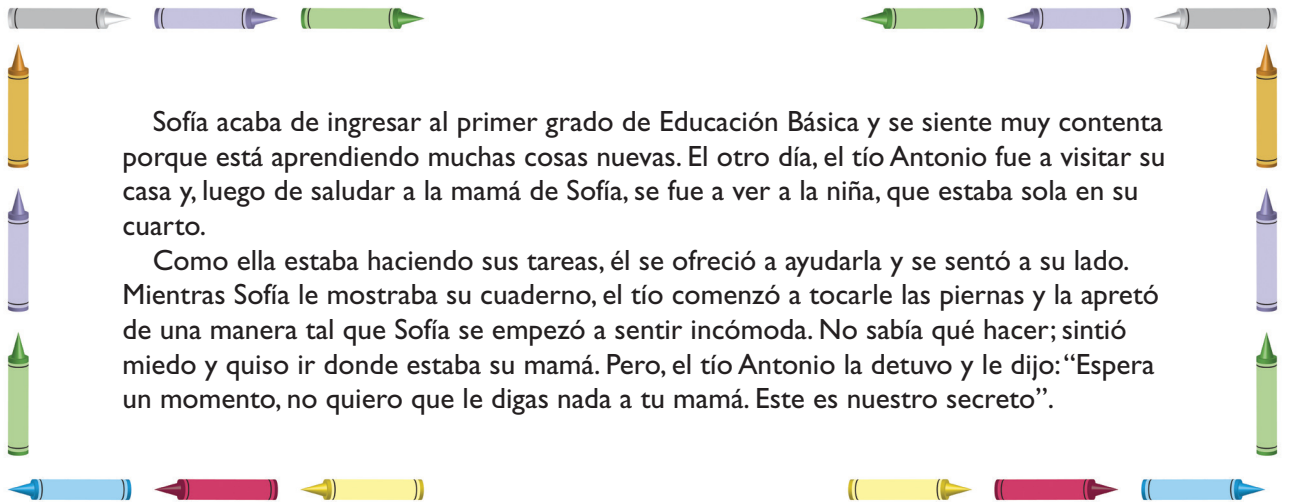 Sofía acaba de ingresar al primer grado de Educación Básica y se siente muy contenta
porque está aprendiendo muchas cosas nuevas. El otro día, el tío Antonio fue a visitar su
casa y, luego de saludar a la mamá de Sofía, se fue a ver a la niña, que estaba sola en su
cuarto.
Como ella estaba haciendo sus tareas, él se ofreció a ayudarla y se sentó a su lado.
Mientras Sofía le mostraba su cuaderno, el tío comenzó a tocarle las piernas y la apretó
de una manera tal que Sofía se empezó a sentir incómoda. No sabía qué hacer; sintió
miedo y quiso ir donde estaba su mamá. Pero, el tío Antonio la detuvo y le dijo: “Espera
un momento, no quiero que le digas nada a tu mamá. Este es nuestro secreto”.